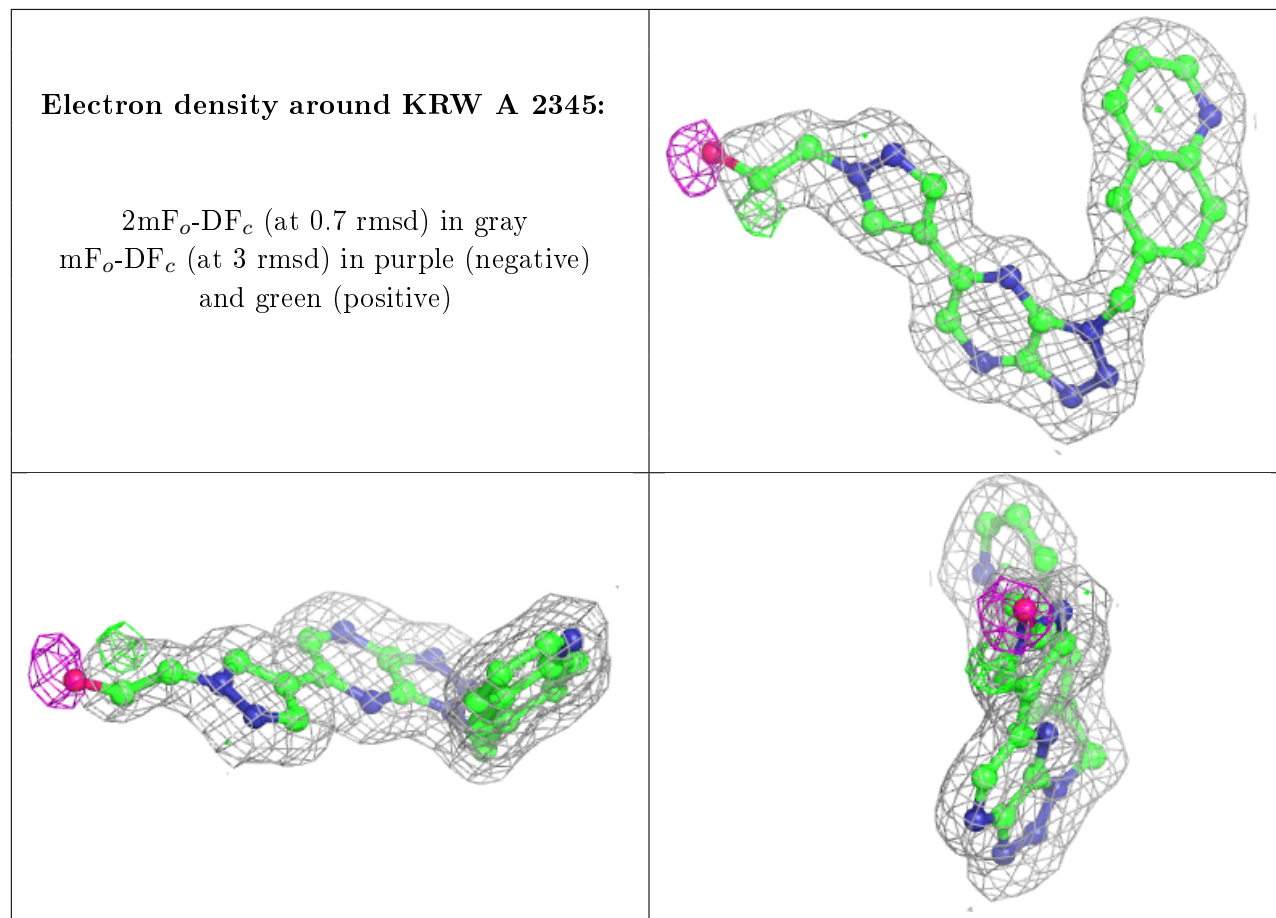 Electron density around KRW A 2345:
2mFo-DFc (at 0.7 rmsd) in gray
mFo-DFc (at 3 rmsd) in purple (negative)
and green (positive)